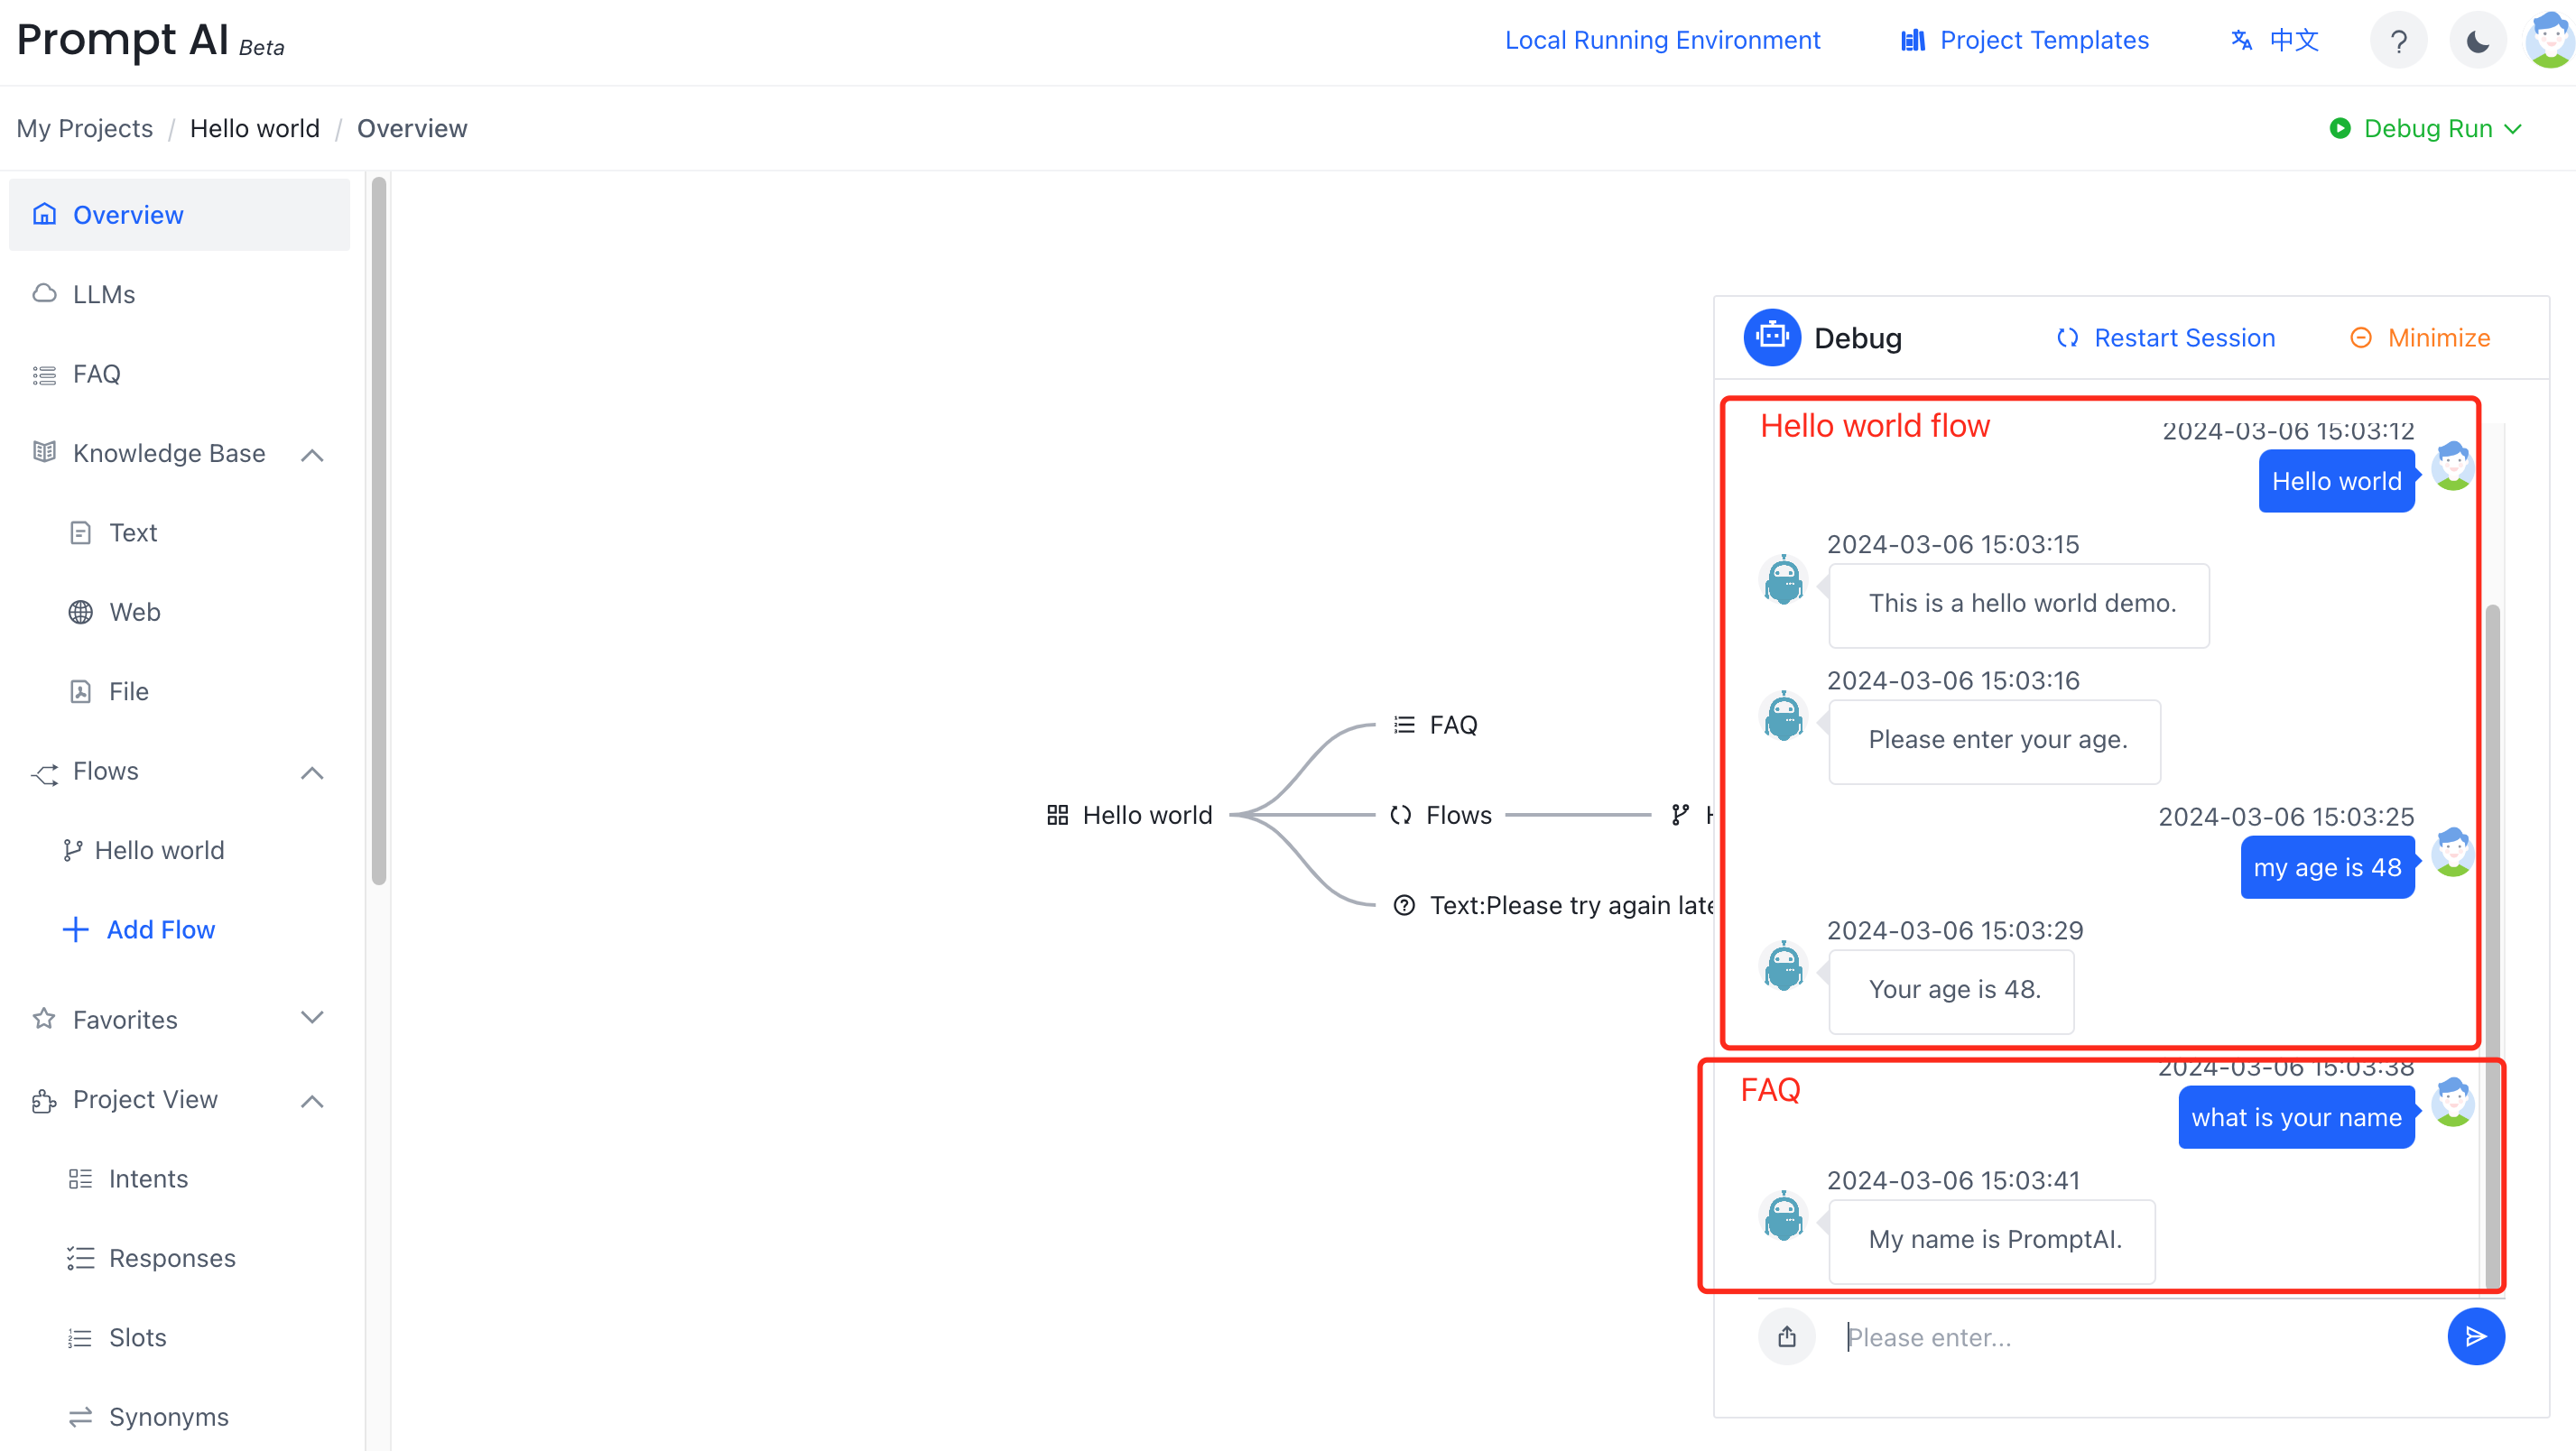 Prompt AI Beta
Local Running Environment
Project Templates
中文
?
My Projects / Hello world / Overview
Debug Run
Overview
LLMs
FAQ
Knowledge Base
Text
Web
File
Flows
Hello world
Add Flow
Favorites
Project View
Intents
Responses
Slots
Synonyms
Hello world
FAQ
Flows
H
Text:Please try again late
Debug
Restart Session
Minimize
Hello world flow
2024-03-06 15:03:12
Hello world
2024-03-06 15:03:15
This is a hello world demo.
2024-03-06 15:03:16
Please enter your age.
2024-03-06 15:03:25
my age is 48
2024-03-06 15:03:29
Your age is 48.
FAQ
2024-03-06 15:03:38
what is your name
2024-03-06 15:03:41
My name is PromptAI.
Please enter...